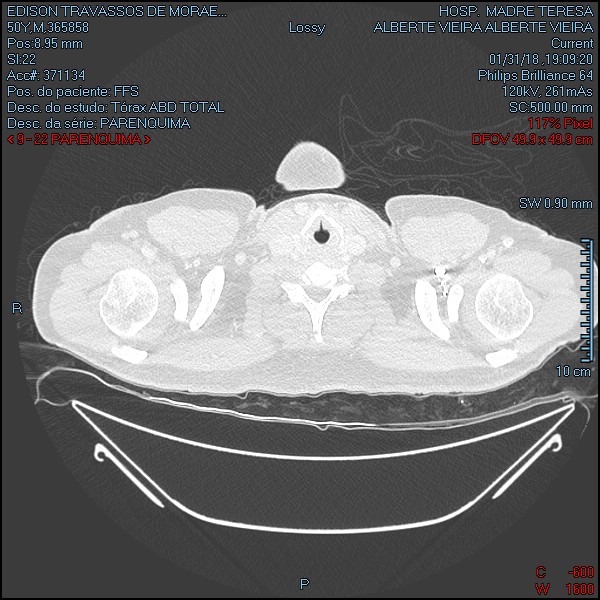 EDISON TRAVASSOS DE MORAE...
50Y,M,365858
Pos:8.95 mm
Sl:22
Acc#: 371134
Pos. do paciente: FFS
Desc. do estudo: Tórax ABD TOTAL
Desc. da série: PARENQUIMA
< 9 - 22 PARENQUIMA >
Lossy
HOSP. MADRE TERESA
ALBERTE VIEIRA ALBERTE VIEIRA
Current
01/31/18 ,19:09:20
Philips Brilliance 64
120kV, 261mAs
SC:500.00 mm
117% Pixel
DFOV 49.9 x 49.9 cm
SW 0.90 mm
R
10 cm
P
C -600
W 1600